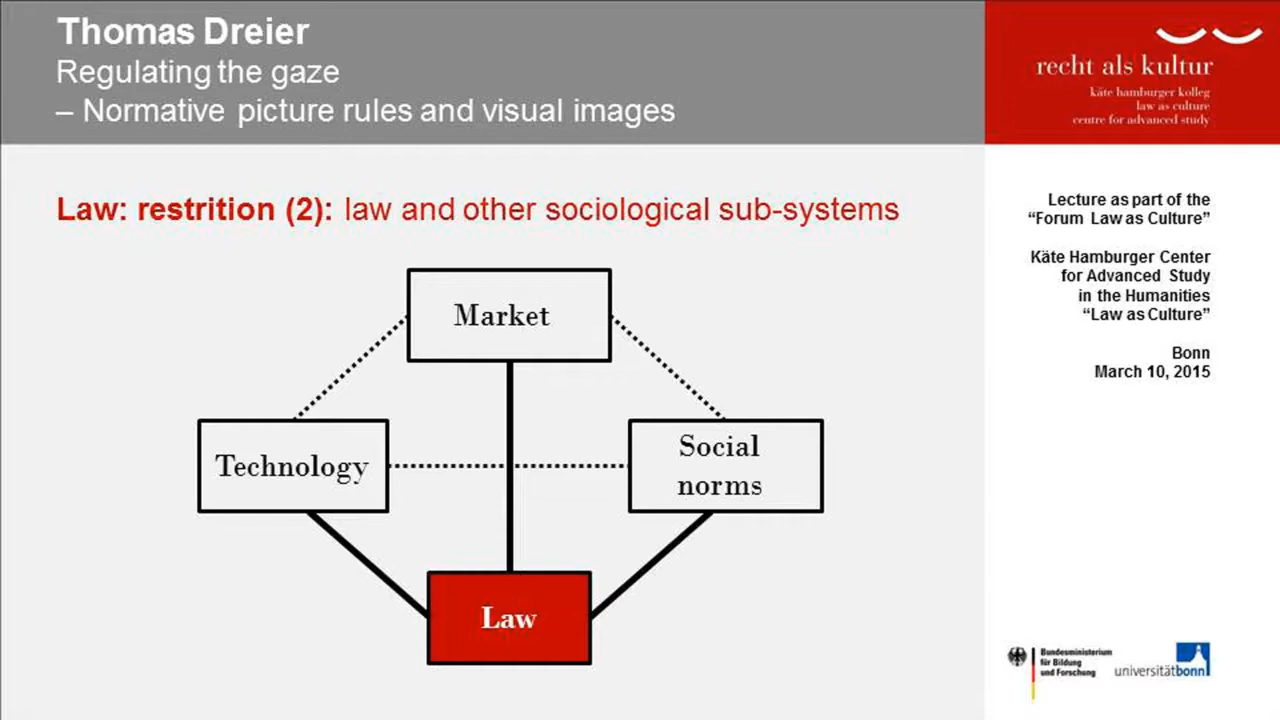 Thomas Dreier
Regulating the gaze
– Normative picture rules and visual images
recht als kultur
käte hamburger kolleg
law as culture
centre for advanced study
Law: restrition (2): law and other sociological sub-systems
Market
Technology
Social
norms
Law
Lecture as part of the
“Forum Law as Culture”
Käte Hamburger Center
for Advanced Study
in the Humanities
“Law as Culture”
Bonn
March 10, 2015
Bundesministerium
für Bildung
und Forschung
universitätbonn